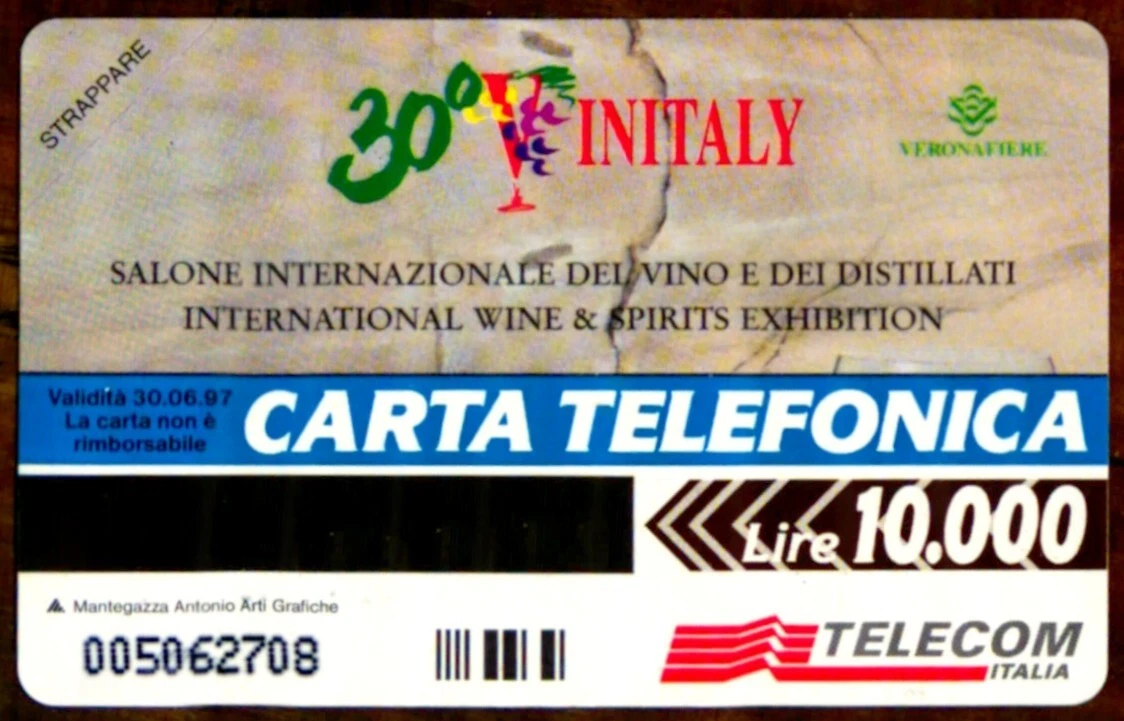 STRAPPARE
30° VINITALY
VERONAFIERE
SALONE INTERNAZIONALE DEL VINO E DEI DISTILLATI
INTERNATIONAL WINE & SPIRITS EXHIBITION
Validità 30.06.97
La carta non è
rimborsabile
CARTA TELEFONICA
Lire 10.000
Mantegazza Antonio Arti Grafiche
005062708
TELECOM
ITALIA